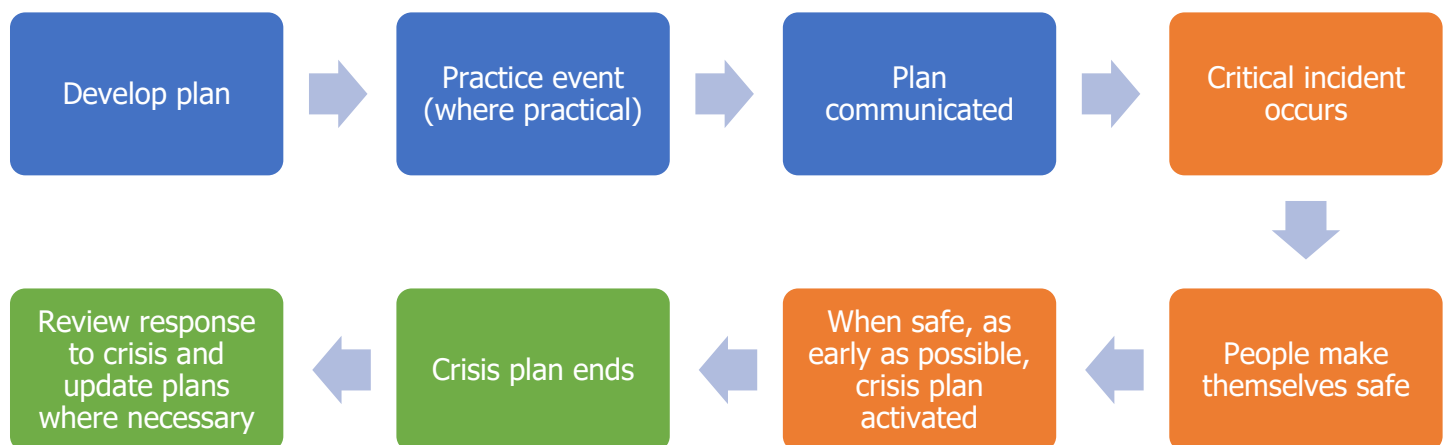 Develop plan
Practice event
(where practical)
Plan
communicated
Critical incident
occurs
People make
themselves safe
When safe, as
early as possible,
crisis plan
activated
Crisis plan ends
Review response
to crisis and
update plans
where necessary